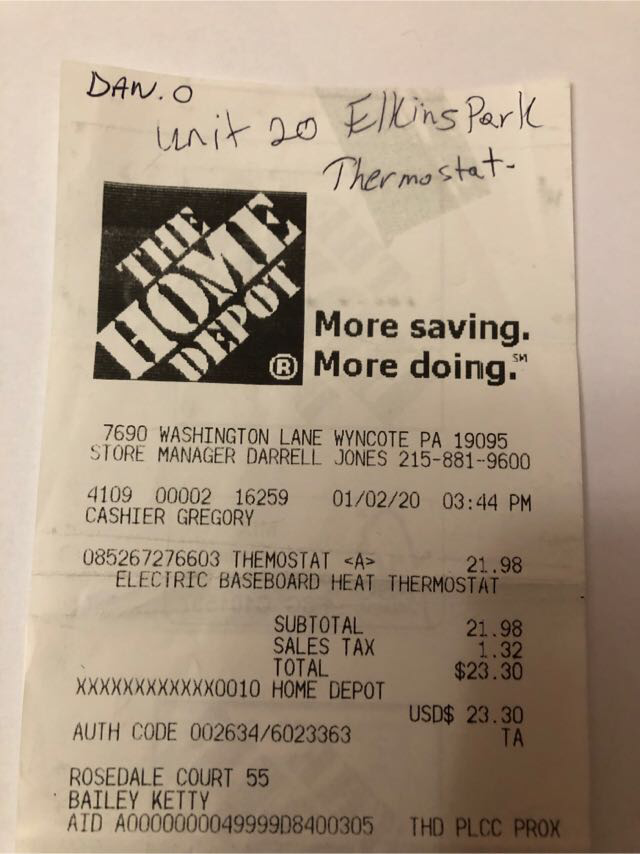 DAN.O
Unit 20 Elkins Park
Thermostat-
THE
HOME
DEPOT
®
More saving.
More doing.℠
7690 WASHINGTON LANE WYNCOTE PA 19095
STORE MANAGER DARRELL JONES 215-881-9600
4109 00002 16259 01/02/20 03:44 PM
CASHIER GREGORY
085267276603 THEMOSTAT <A> 21.98
ELECTRIC BASEBOARD HEAT THERMOSTAT
SUBTOTAL 21.98
SALES TAX 1.32
TOTAL $23.30
XXXXXXXXXXXX0010 HOME DEPOT
USD$ 23.30
AUTH CODE 002634/6023363 TA
ROSEDALE COURT 55
BAILEY KETTY
AID A0000000049999D8400305 THD PLCC PROX